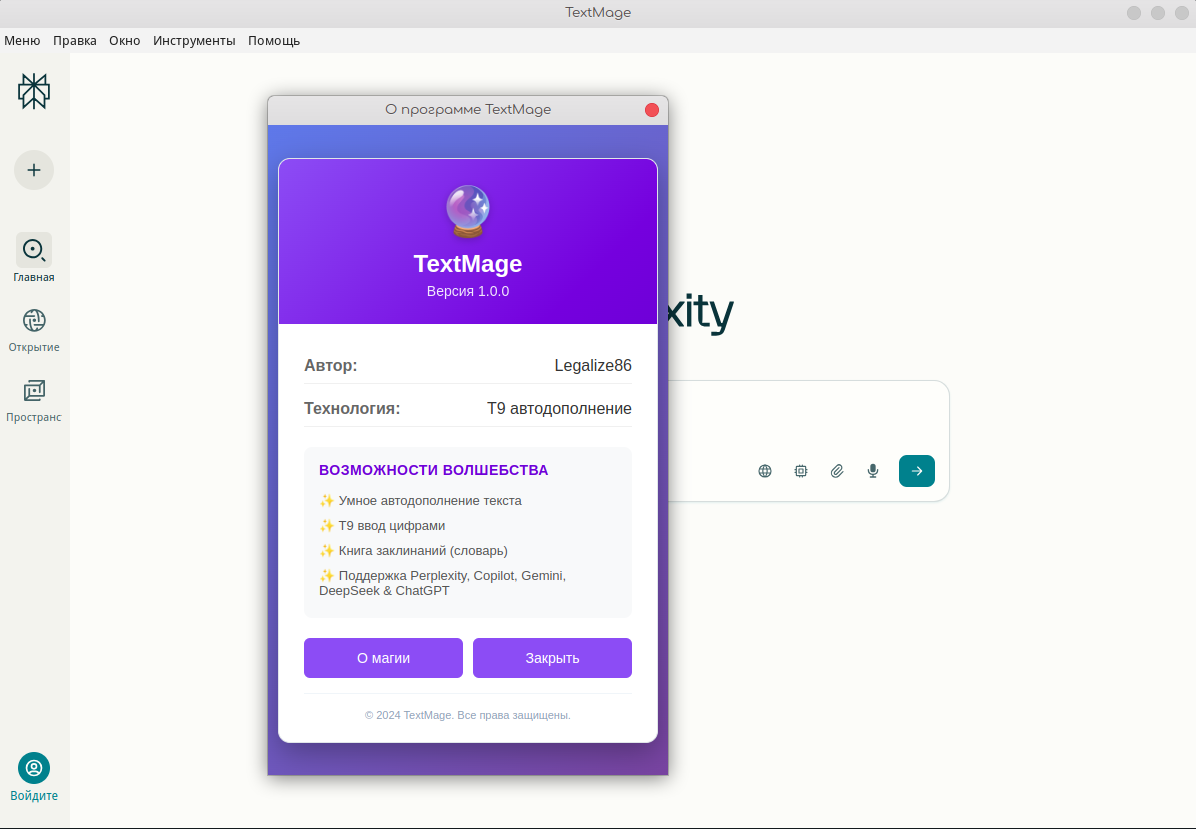 TextMage
Меню Правка Окно Инструменты Помощь
О программе TextMage
TextMage
Версия 1.0.0
Автор: Legalize86
Технология: Т9 автодополнение
ВОЗМОЖНОСТИ ВОЛШЕБСТВА
✨ Умное автодополнение текста
✨ Т9 ввод цифрами
✨ Книга заклинаний (словарь)
✨ Поддержка Perplexity, Copilot, Gemini,
DeepSeek & ChatGPT
О магии Закрыть
© 2024 TextMage. Все права защищены.
Главная
Открытие
Пространс
Войдите
xity